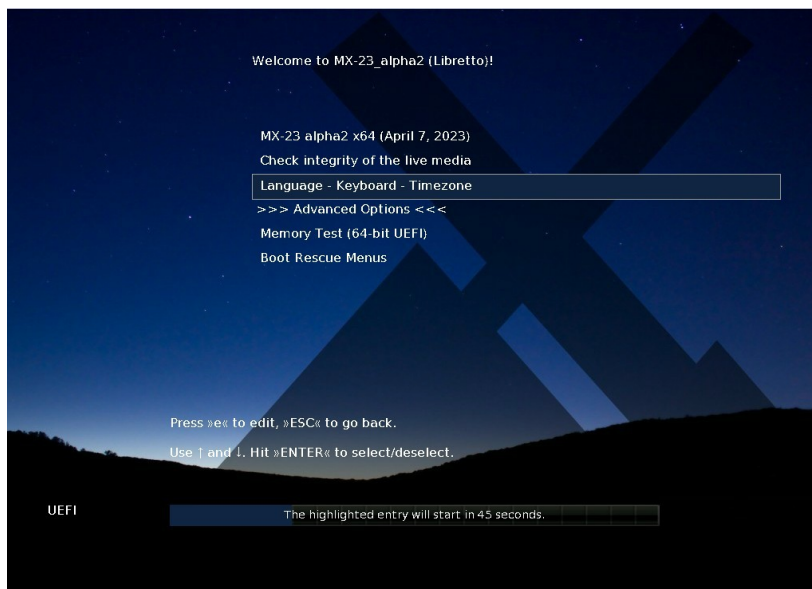 Welcome to MX-23_alpha2 (Libretto)!
MX-23 alpha2 x64 (April 7, 2023)
Check integrity of the live media
Language - Keyboard - Timezone
>>> Advanced Options <<<
Memory Test (64-bit UEFI)
Boot Rescue Menus
Press »e« to edit, »ESC« to go back.
Use ↑ and ↓. Hit »ENTER« to select/deselect.
UEFI
The highlighted entry will start in 45 seconds.